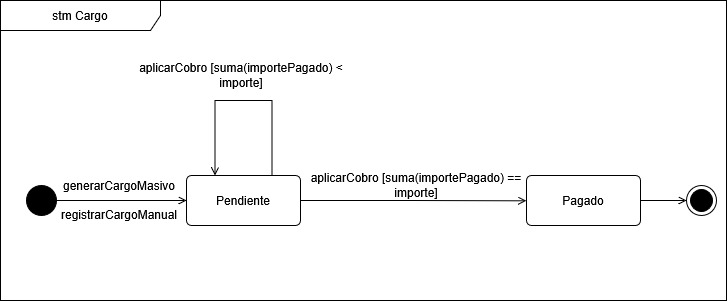 stm Cargo
aplicarCobro [suma(importePagado) <
importe]
generarCargoMasivo
registrarCargoManual
Pendiente
aplicarCobro [suma(importePagado) ==
importe]
Pagado